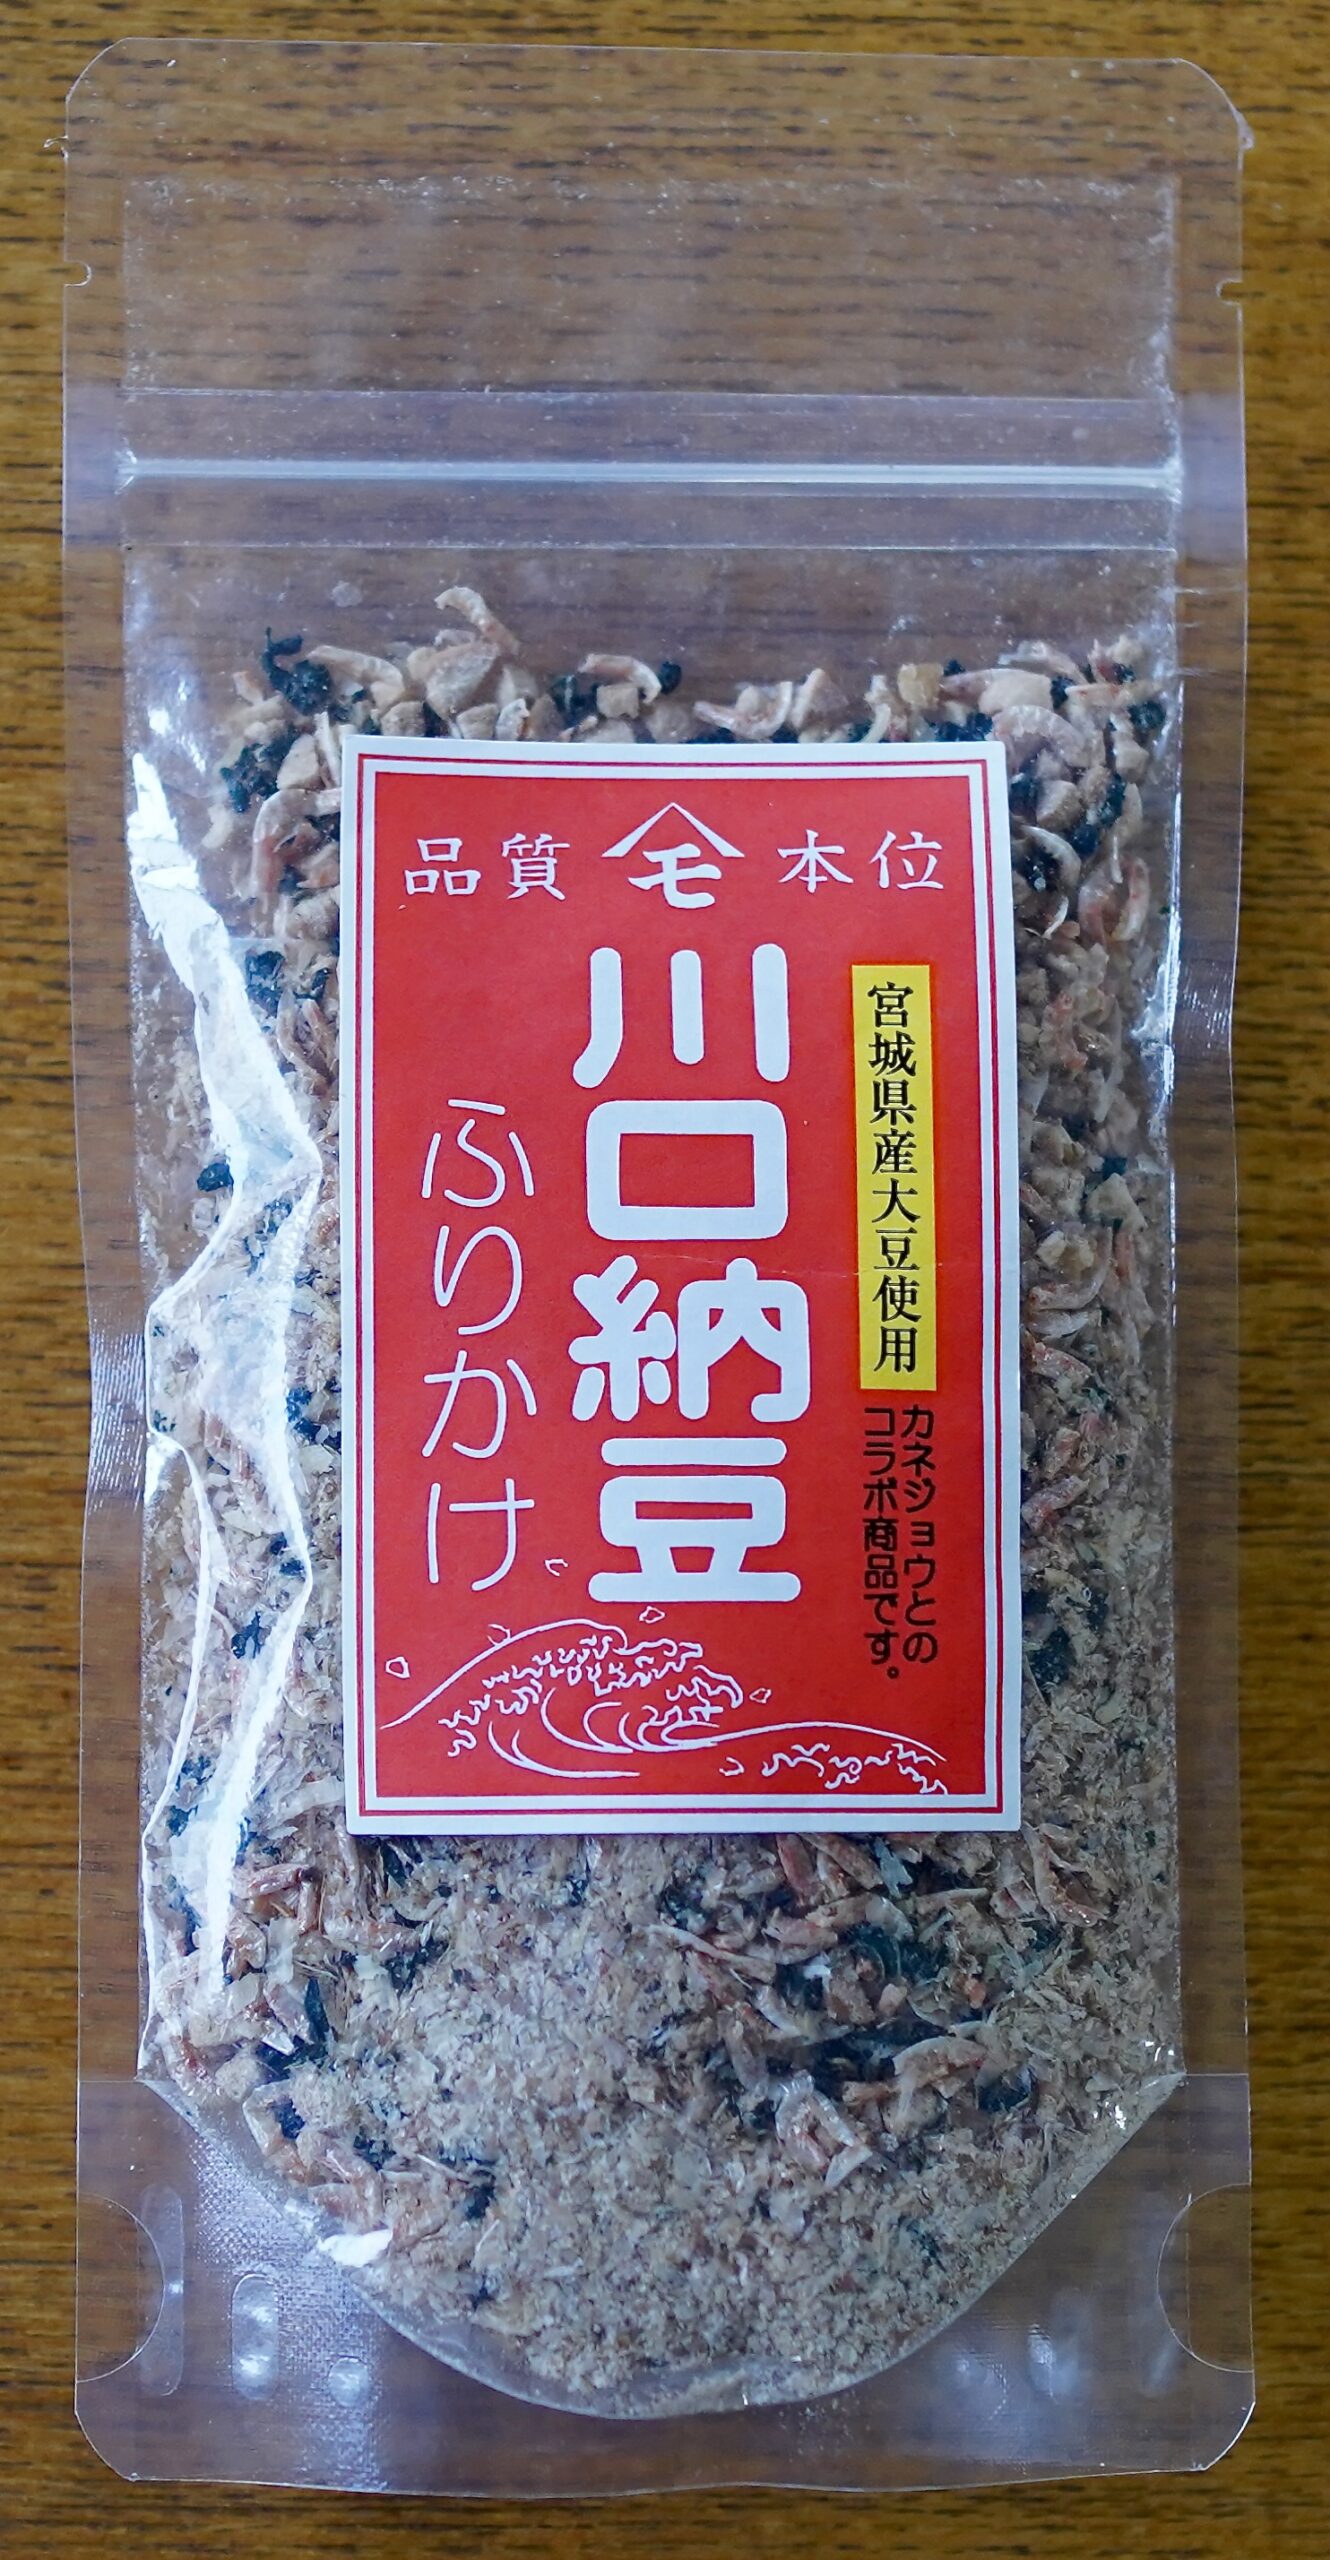 品質 モ 本位
宮城県産大豆使用
カネジョウとの
コラボ商品です。
川口納豆
ふりかけ